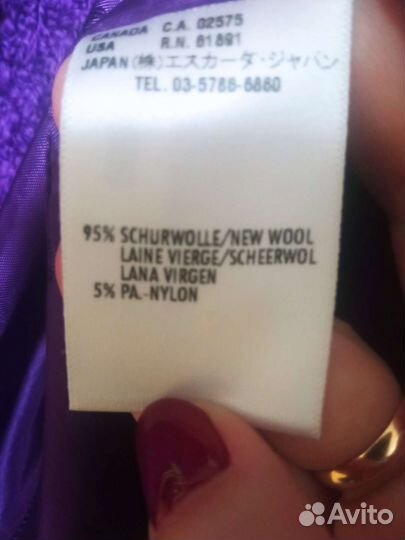 CANADA C.A. 02575
USA R.N. 61891
JAPAN (株)エスカーダ・ジャパン
TEL. 03-5786-6680
95% SCHURWOLLE/NEW WOOL
LAINE VIERGE/SCHEERWOL
LANA VIRGEN
5% PA.-NYLON
Avito